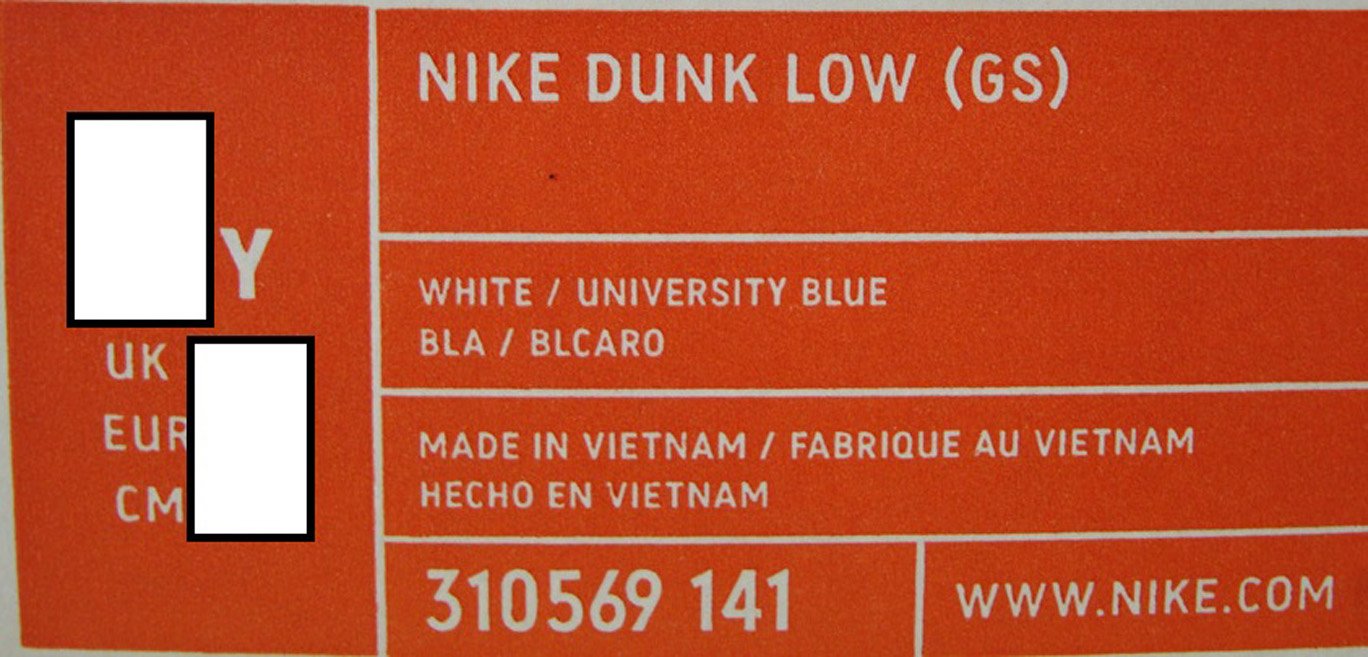 NIKE DUNK LOW (GS)
Y
UK
EUR
CM
WHITE / UNIVERSITY BLUE
BLA / BLCARO
MADE IN VIETNAM / FABRIQUE AU VIETNAM
HECHO EN VIETNAM
310569 141
WWW.NIKE.COM